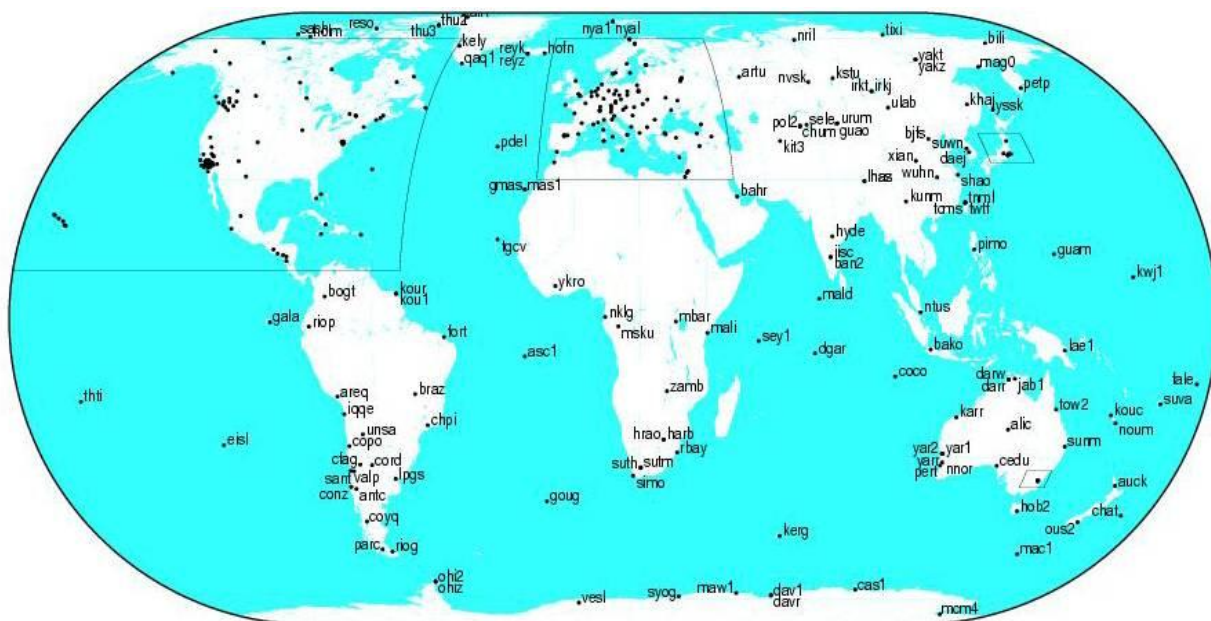 reso
thu2
thu3
holm
nya1 nyal
kely
qaq1
reyk
reyz
hofn
nril
tixi
bili
yakt
yakz
mag0
petp
artu
nvsk
kstu
irkt
irkj
ulab
khaj
yssk
pol2
sele
chum
urum
guao
kit3
bjfs
suwn
daej
xian
wuhn
shao
pdel
gmas
mas1
bahr
lhas
kunm
tcms
tnml
twtf
tgcv
hyde
iisc
ban2
pimo
guam
kwj1
ykro
bogt
kour
kou1
mald
gala
riop
nklg
msku
mbar
mali
sey1
ntus
fort
asc1
dgar
bako
lae1
coco
darw
darr
jab1
fale
suva
thti
areq
braz
zamb
iqqe
chpi
karr
alic
tow2
kouc
noum
eisl
unsa
copo
hrao
harb
rbay
yar2
yar1
yarr
pert
nnor
cedu
sunm
ctag
cord
sant
valp
lpgs
suth
sutm
simo
conz
antc
goug
hob2
auck
chat
ous2
coyq
kerg
mac1
parc
riog
ohi2
ohiz
vesl
syog
maw1
dav1
davr
cas1
mcm4